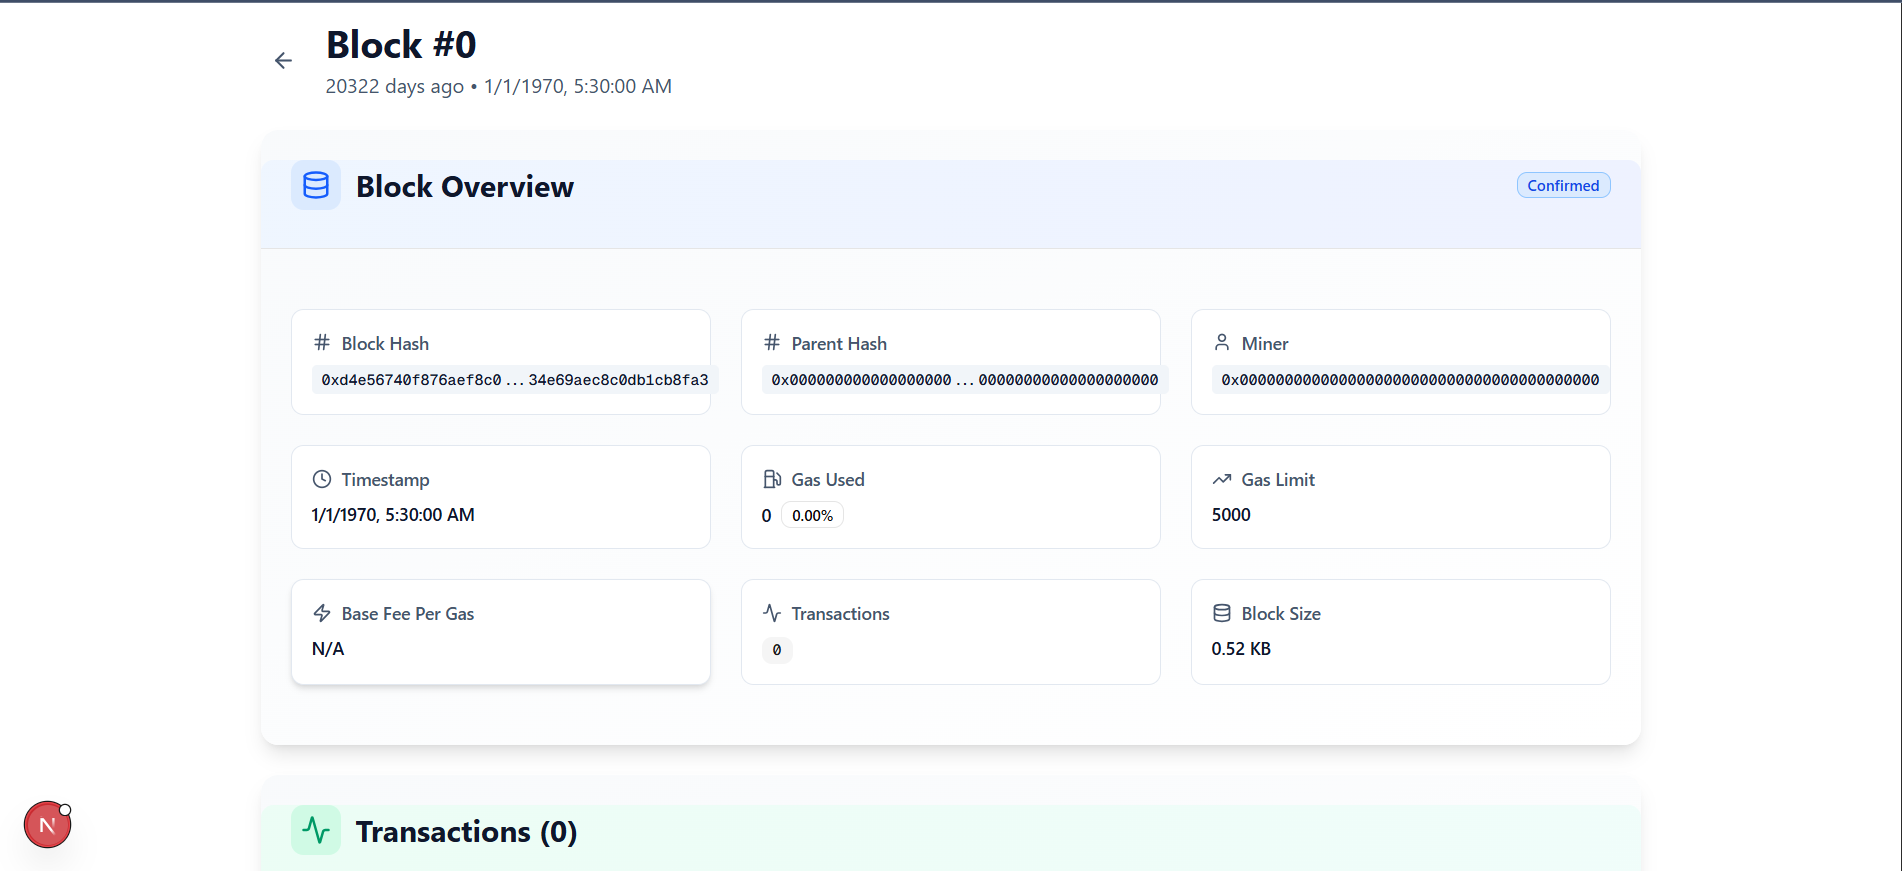 Block #0
20322 days ago • 1/1/1970, 5:30:00 AM
Block Overview
Confirmed
Block Hash
0xd4e56740f876aef8c0...34e69aec8c0db1cb8fa3
Parent Hash
0x000000000000000000...00000000000000000000
Miner
0x0000000000000000000000000000000000000000
Timestamp
1/1/1970, 5:30:00 AM
Gas Used
0 0.00%
Gas Limit
5000
Base Fee Per Gas
N/A
Transactions
0
Block Size
0.52 KB
N
Transactions (0)